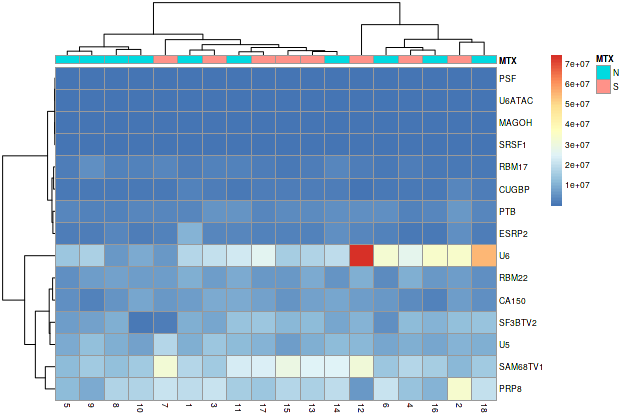 MTX
PSF
U6ATAC
MAGOH
SRSF1
RBM17
CUGBP
PTB
ESRP2
U6
RBM22
CA150
SF3BTV2
U5
SAM68TV1
PRP8
5 9 8 10 7 1 3 11 17 15 13 14 12 6 4 16 2 18
7e+07
6e+07
5e+07
4e+07
3e+07
2e+07
1e+07
MTX
N
S